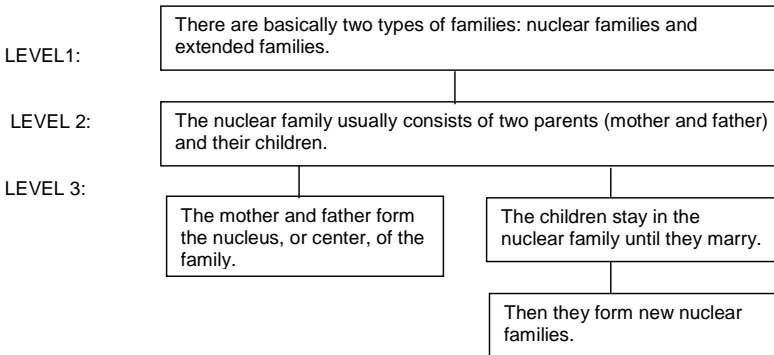 There are basically two types of families: nuclear families and
extended families.
LEVEL1:
LEVEL 2:
The nuclear family usually consists of two parents (mother and father)
and their children.
LEVEL 3:
The mother and father form
the nucleus, or center, of the
family.
The children stay in the
nuclear family until they marry.
Then they form new nuclear
families.